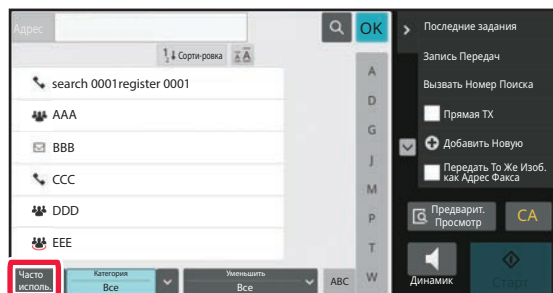 Адрес
OK
1 2 Сорти-ровка
A A
search 0001register 0001
AAA
BBB
CCC
DDD
EEE
A
D
G
J
M
P
T
W
Часто
исполь.
Категория
Все
Уменьшить
Все
ABC
Последние задания
Запись Передач
Вызвать Номер Поиска
Прямая TX
Добавить Новую
Передать То Же Изоб.
как Адрес Факса
Предварит.
Просмотр
CA
Динамик
Старт